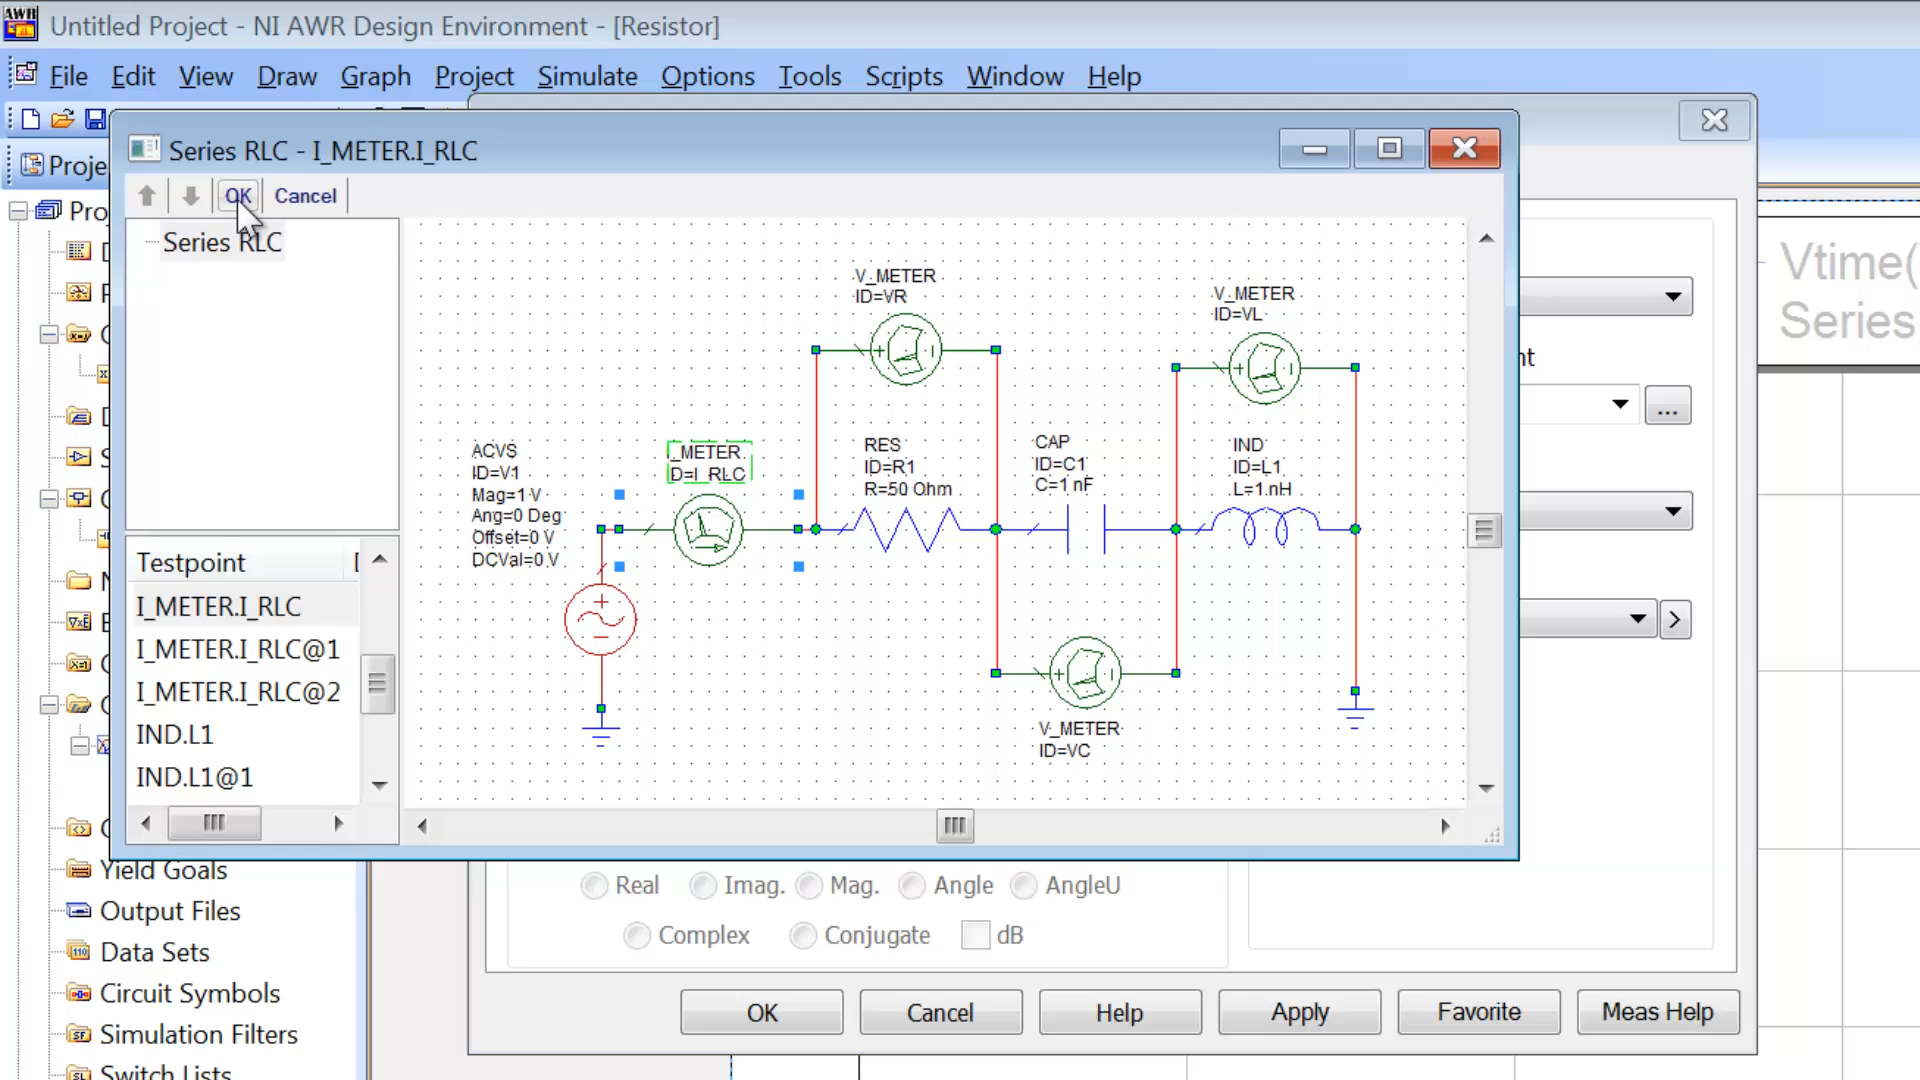 AWR
Untitled Project - NI AWR Design Environment - [Resistor]
File Edit View Draw Graph Project Simulate Options Tools Scripts Window Help
Series RLC - I_METER.I_RLC
OK Cancel
Series RLC
Testpoint
I_METER.I_RLC
I_METER.I_RLC@1
I_METER.I_RLC@2
IND.L1
IND.L1@1
V_METER
ID=VR
V_METER
ID=VL
ACVS
ID=V1
Mag=1 V
Ang=0 Deg
Offset=0 V
DCVal=0 V
I_METER
ID=I_RLC
RES
ID=R1
R=50 Ohm
CAP
ID=C1
C=1 nF
IND
ID=L1
L=1 nH
V_METER
ID=VC
Yield Goals
Output Files
Data Sets
Circuit Symbols
Simulation Filters
Switch Lists
Vtime(
Series
...
Real Imag. Mag. Angle AngleU
Complex Conjugate dB
OK Cancel Help Apply Favorite Meas Help